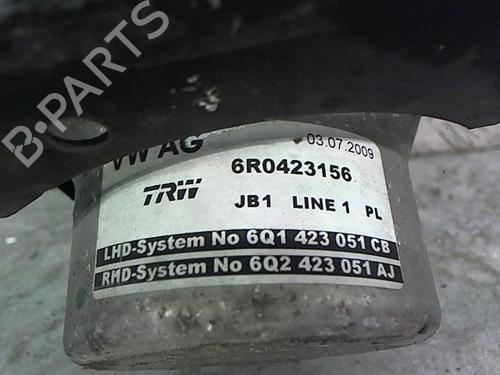 B-PARTS
VW AG 03.07.2009
6R0423156
TRW
JB1 LINE 1 PL
LHD-System No 6Q1 423 051 CB
RHD-System No 6Q2 423 051 AJ